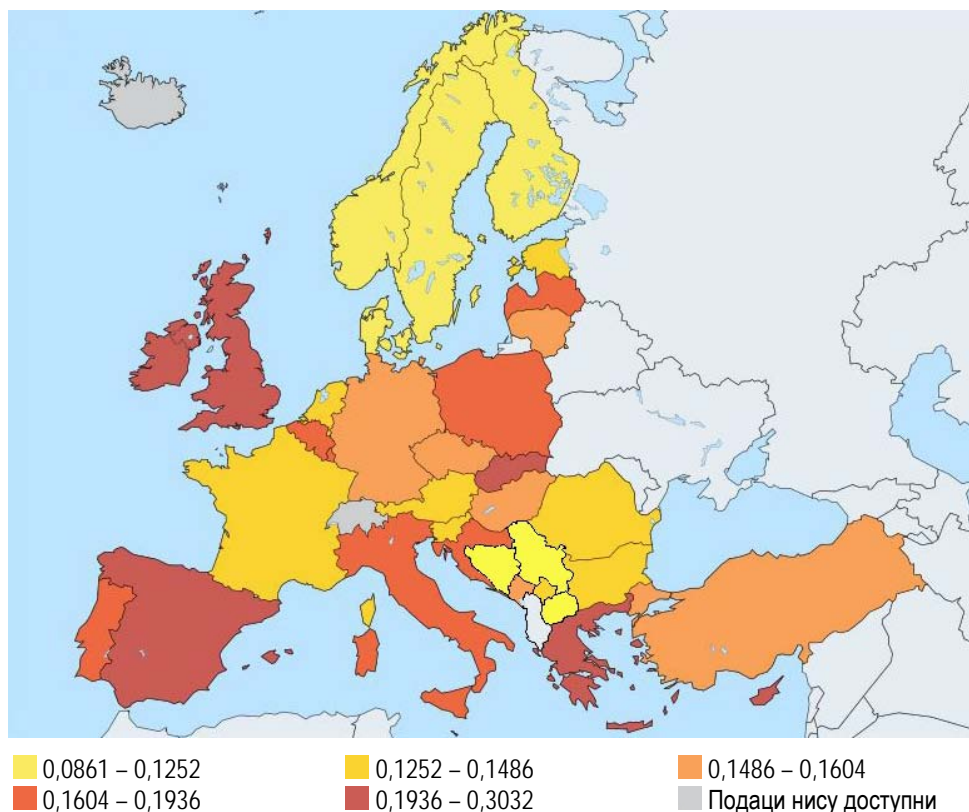 0,0861 – 0,1252 0,1252 – 0,1486 0,1486 – 0,1604
0,1604 – 0,1936 0,1936 – 0,3032 Подаци нису доступни